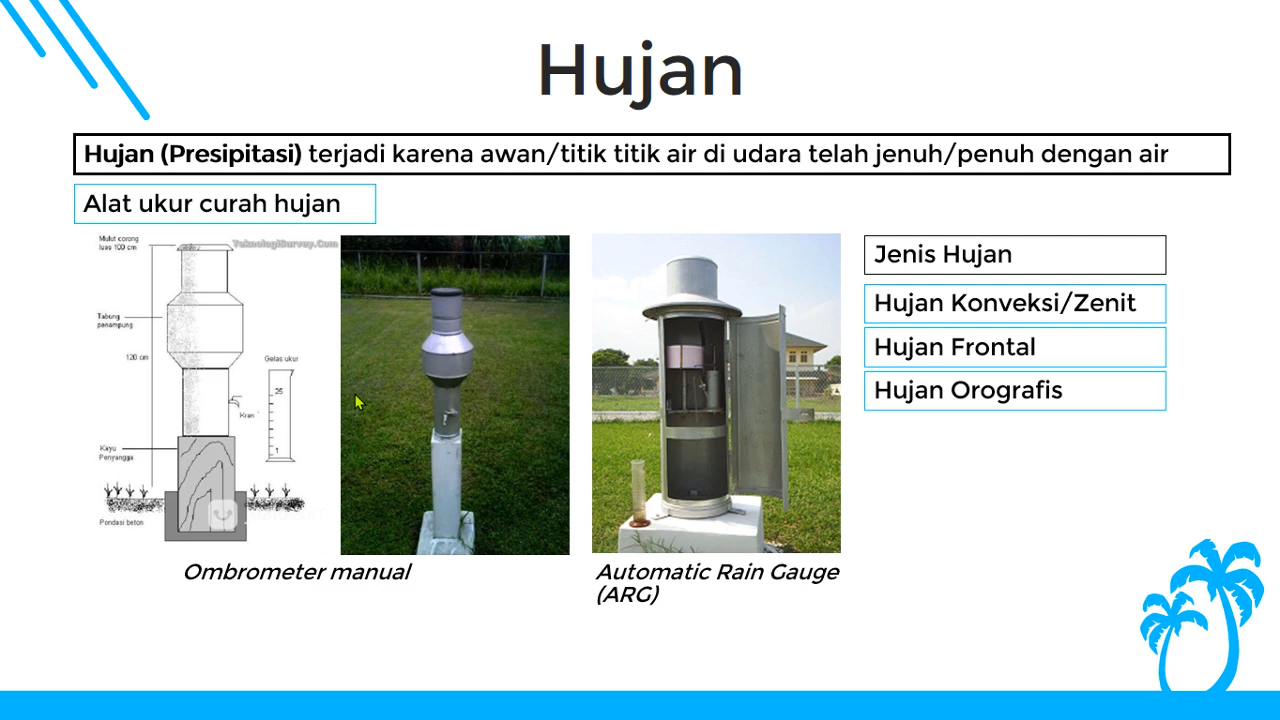 Hujan
Hujan (Presipitasi) terjadi karena awan/titik titik air di udara telah jenuh/penuh dengan air
Alat ukur curah hujan
Mulut corong
luas 100 cm
TeknologiSurvey.Com
Tabung
penampung
120 cm
Gelas ukur
25
Kran
1
Kayu
Penyangga
Pondasi beton
Ombrometer manual
Automatic Rain Gauge
(ARG)
Jenis Hujan
Hujan Konveksi/Zenit
Hujan Frontal
Hujan Orografis